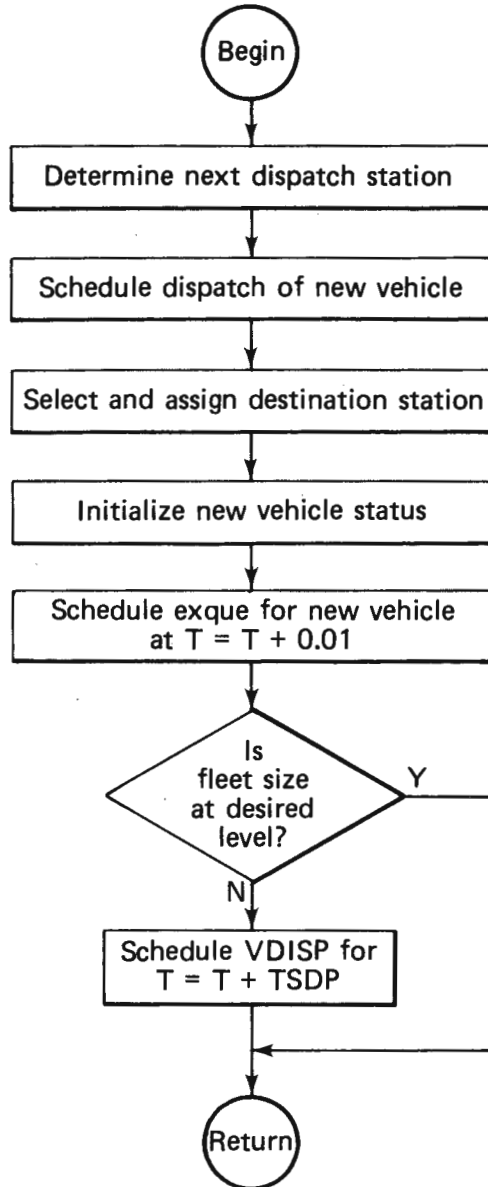 Begin
Determine next dispatch station
Schedule dispatch of new vehicle
Select and assign destination station
Initialize new vehicle status
Schedule exque for new vehicle
at T = T + 0.01
Is
fleet size
at desired
level?
Y
N
Schedule VDISP for
T = T + TSDP
Return